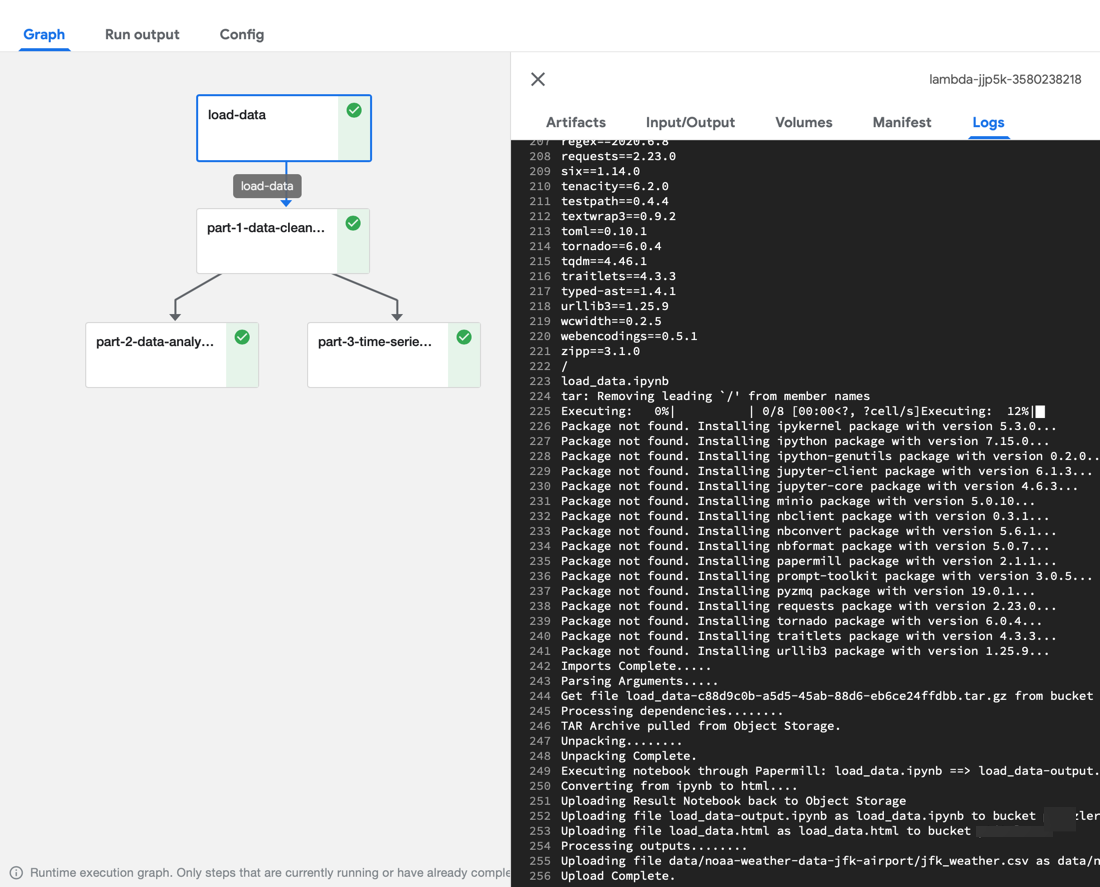 Graph Run output Config
load-data
load-data
part-1-data-clean...
part-2-data-analy...
part-3-time-serie...
Runtime execution graph. Only steps that are currently running or have already comple
lambda-jjp5k-3580238218
Artifacts Input/Output Volumes Manifest Logs
207 regex==2020.6.8
208 requests==2.23.0
209 six==1.14.0
210 tenacity==6.2.0
211 testpath==0.4.4
212 textwrap3==0.9.2
213 toml==0.10.1
214 tornado==6.0.4
215 tqdm==4.46.1
216 traitlets==4.3.3
217 typed-ast==1.4.1
218 urllib3==1.25.9
219 wcwidth==0.2.5
220 webencodings==0.5.1
221 zipp==3.1.0
222 /
223 load_data.ipynb
224 tar: Removing leading `/' from member names
225 Executing:   0%|          | 0/8 [00:00<?, ?cell/s]Executing:  12%|█
226 Package not found. Installing ipykernel package with version 5.3.0...
227 Package not found. Installing ipython package with version 7.15.0...
228 Package not found. Installing ipython-genutils package with version 0.2.0..
229 Package not found. Installing jupyter-client package with version 6.1.3...
230 Package not found. Installing jupyter-core package with version 4.6.3...
231 Package not found. Installing minio package with version 5.0.10...
232 Package not found. Installing nbclient package with version 0.3.1...
233 Package not found. Installing nbconvert package with version 5.6.1...
234 Package not found. Installing nbformat package with version 5.0.7...
235 Package not found. Installing papermill package with version 2.1.1...
236 Package not found. Installing prompt-toolkit package with version 3.0.5...
237 Package not found. Installing pyzmq package with version 19.0.1...
238 Package not found. Installing requests package with version 2.23.0...
239 Package not found. Installing tornado package with version 6.0.4...
240 Package not found. Installing traitlets package with version 4.3.3...
241 Package not found. Installing urllib3 package with version 1.25.9...
242 Imports Complete.....
243 Parsing Arguments.....
244 Get file load_data-c88d9c0b-a5d5-45ab-88d6-eb6ce24ffdbb.tar.gz from bucket
245 Processing dependencies........
246 TAR Archive pulled from Object Storage.
247 Unpacking........
248 Unpacking Complete.
249 Executing notebook through Papermill: load_data.ipynb ==> load_data-output.
250 Converting from ipynb to html....
251 Uploading Result Notebook back to Object Storage
252 Uploading file load_data-output.ipynb as load_data.ipynb to bucket zler
253 Uploading file load_data.html as load_data.html to bucket
254 Processing outputs........
255 Uploading file data/noaa-weather-data-jfk-airport/jfk_weather.csv as data/n
256 Upload Complete.